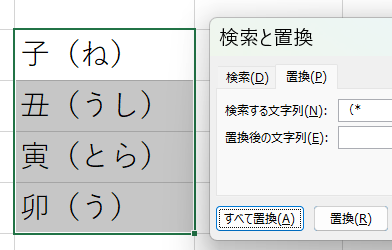 子（ね）
丑（うし）
寅（とら）
卯（う）
検索と置換
検索(D)
置換(P)
検索する文字列(N):
（*
置換後の文字列(E):
すべて置換(A)
置換(R)